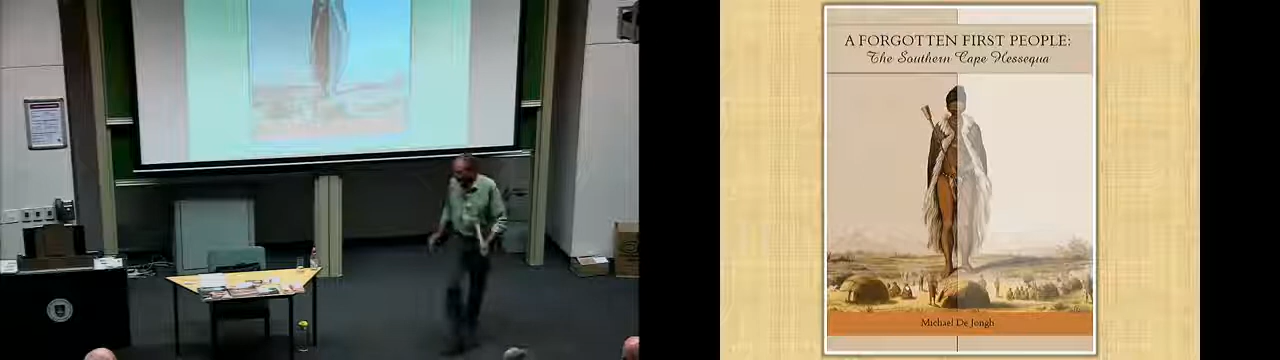 A FORGOTTEN FIRST PEOPLE:
The Southern Cape Hessequa
Michael De Jongh